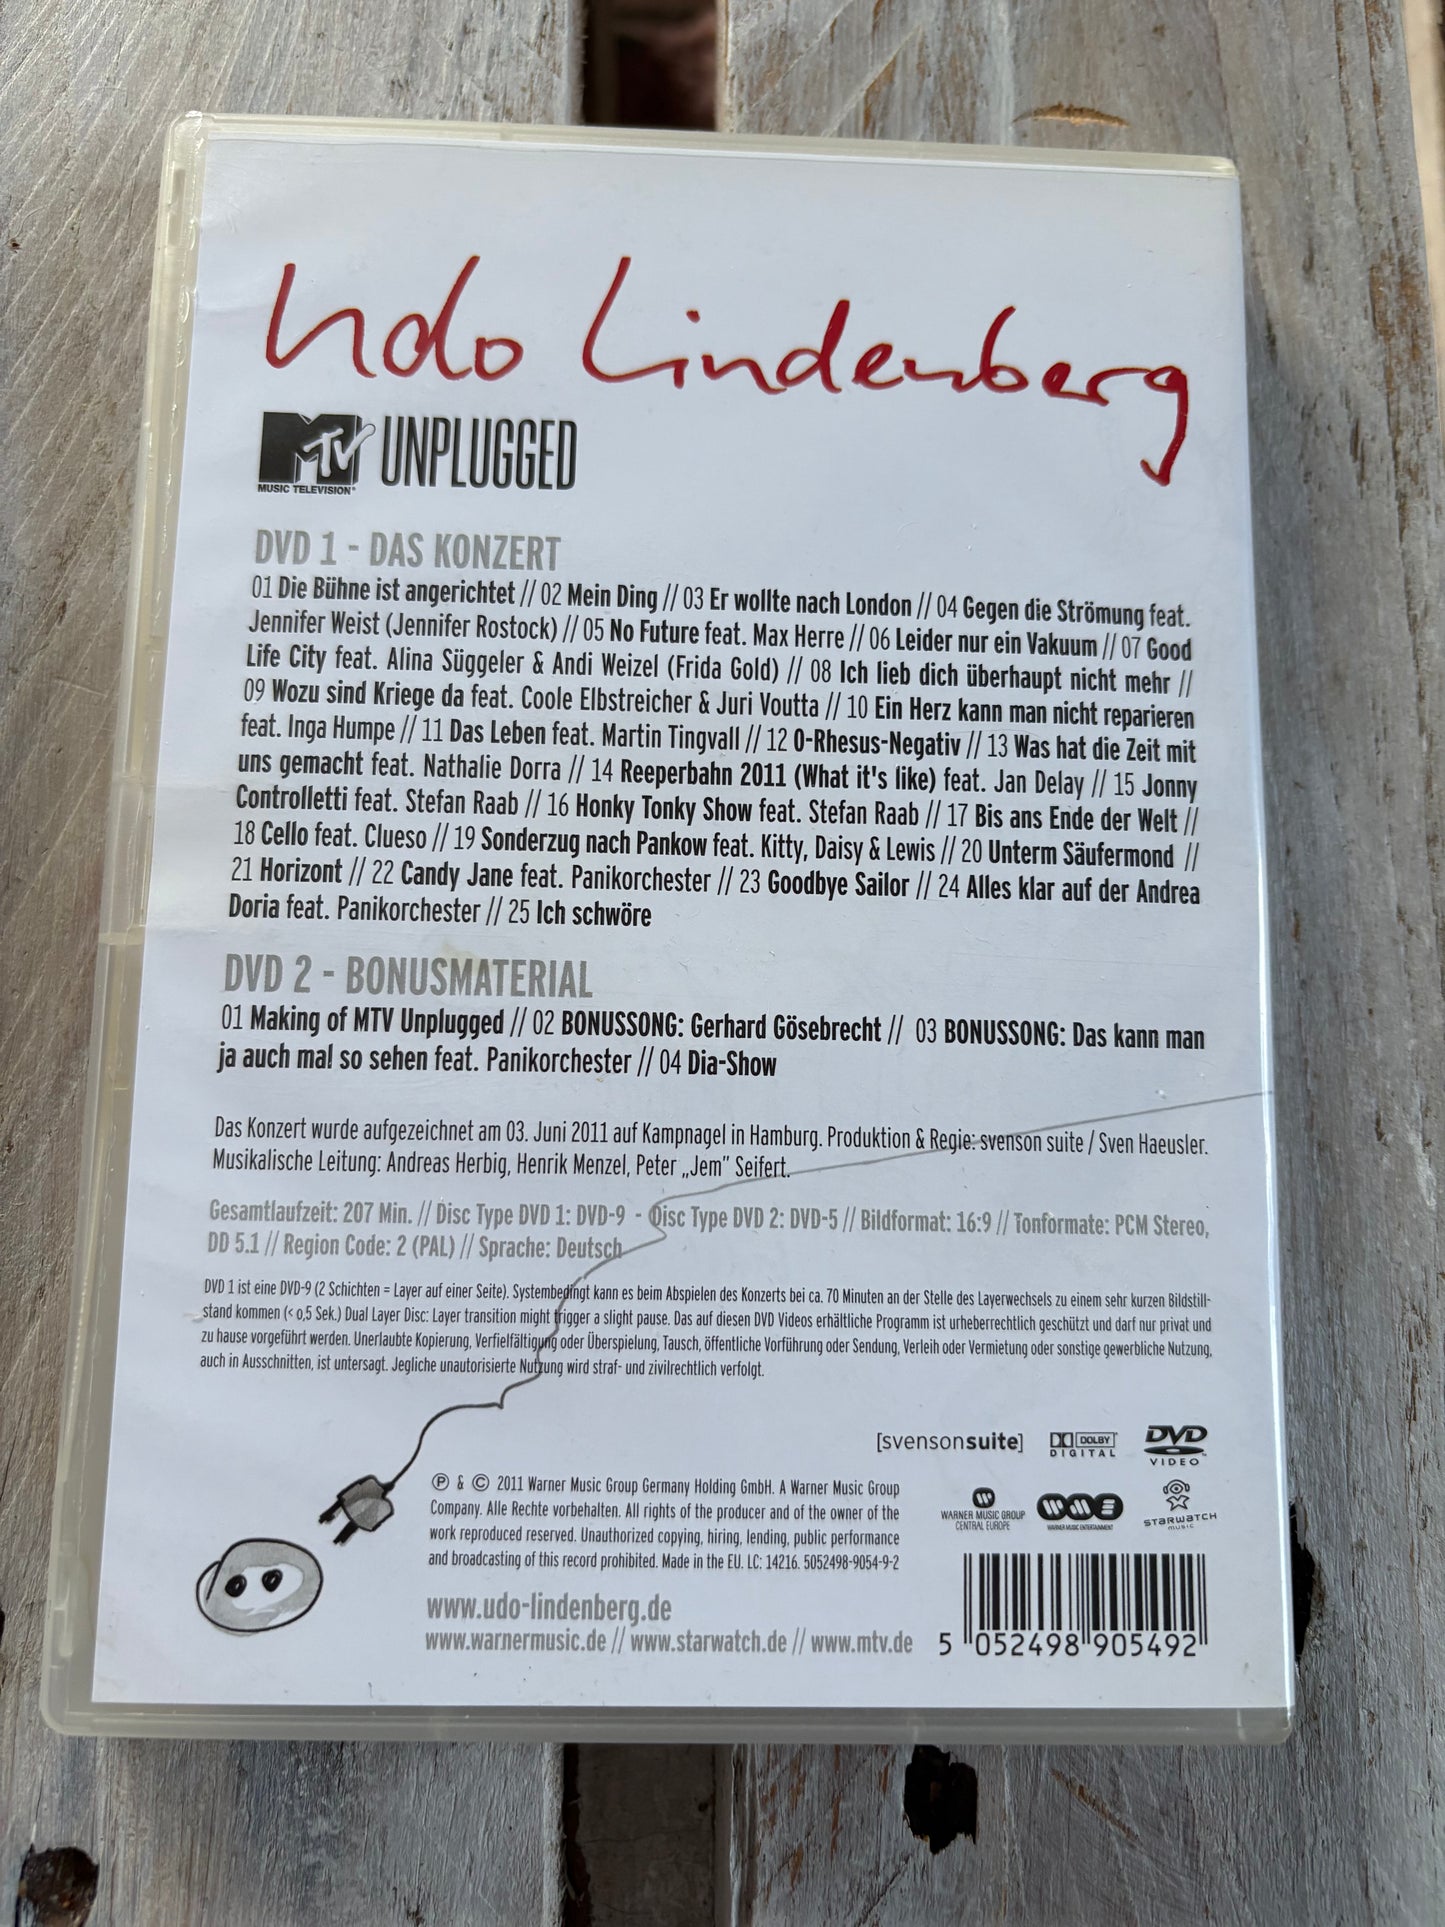 Udo Lindenberg
MTV UNPLUGGED
MUSIC TELEVISION®
DVD 1 - DAS KONZERT
01 Die Bühne ist angerichtet // 02 Mein Ding // 03 Er wollte nach London // 04 Gegen die Strömung feat.
Jennifer Weist (Jennifer Rostock) // 05 No Future feat. Max Herre // 06 Leider nur ein Vakuum // 07 Good
Life City feat. Alina Süggeler & Andi Weizel (Frida Gold) // 08 Ich lieb dich überhaupt nicht mehr //
09 Wozu sind Kriege da feat. Coole Elbstreicher & Juri Voutta // 10 Ein Herz kann man nicht reparieren
feat. Inga Humpe // 11 Das Leben feat. Martin Tingvall // 12 0-Rhesus-Negativ // 13 Was hat die Zeit mit
uns gemacht feat. Nathalie Dorra // 14 Reeperbahn 2011 (What it's like) feat. Jan Delay // 15 Jonny
Controlletti feat. Stefan Raab // 16 Honky Tonky Show feat. Stefan Raab // 17 Bis ans Ende der Welt //
18 Cello feat. Clueso // 19 Sonderzug nach Pankow feat. Kitty, Daisy & Lewis // 20 Unterm Säufermond //
21 Horizont // 22 Candy Jane feat. Panikorchester // 23 Goodbye Sailor // 24 Alles klar auf der Andrea
Doria feat. Panikorchester // 25 Ich schwöre
DVD 2 - BONUSMATERIAL
01 Making of MTV Unplugged // 02 BONUSSONG: Gerhard Gösebrecht // 03 BONUSSONG: Das kann man
ja auch mal so sehen feat. Panikorchester // 04 Dia-Show
Das Konzert wurde aufgezeichnet am 03. Juni 2011 auf Kampnagel in Hamburg. Produktion & Regie: svenson suite / Sven Haeusler.
Musikalische Leitung: Andreas Herbig, Henrik Menzel, Peter „Jem" Seifert.
Gesamtlaufzeit: 207 Min. // Disc Type DVD 1: DVD-9 - Disc Type DVD 2: DVD-5 // Bildformat: 16:9 // Tonformate: PCM Stereo,
DD 5.1 // Region Code: 2 (PAL) // Sprache: Deutsch
DVD 1 ist eine DVD-9 (2 Schichten = Layer auf einer Seite). Systembedingt kann es beim Abspielen des Konzerts bei ca. 70 Minuten an der Stelle des Layerwechsels zu einem sehr kurzen Bildstill-
stand kommen (< 0,5 Sek.) Dual Layer Disc: Layer transition might trigger a slight pause. Das auf diesen DVD Videos erhältliche Programm ist urheberrechtlich geschützt und darf nur privat und
zu hause vorgeführt werden. Unerlaubte Kopierung, Verfielfältigung oder Überspielung, Tausch, öffentliche Vorführung oder Sendung, Verleih oder Vermietung oder sonstige gewerbliche Nutzung,
auch in Ausschnitten, ist untersagt. Jegliche unautorisierte Nutzung wird straf- und zivilrechtlich verfolgt.
[svensonsuite] DOLBY DIGITAL DVD VIDEO
℗ & © 2011 Warner Music Group Germany Holding GmbH. A Warner Music Group
Company. Alle Rechte vorbehalten. All rights of the producer and of the owner of the
work reproduced reserved. Unauthorized copying, hiring, lending, public performance
and broadcasting of this record prohibited. Made in the EU. LC: 14216. 5052498-9054-9-2
WARNER MUSIC GROUP
CENTRAL EUROPE
WME
WARNER MUSIC ENTERTAINMENT
STARWATCH
MUSIC
www.udo-lindenberg.de
www.warnermusic.de // www.starwatch.de // www.mtv.de
5 052498 905492